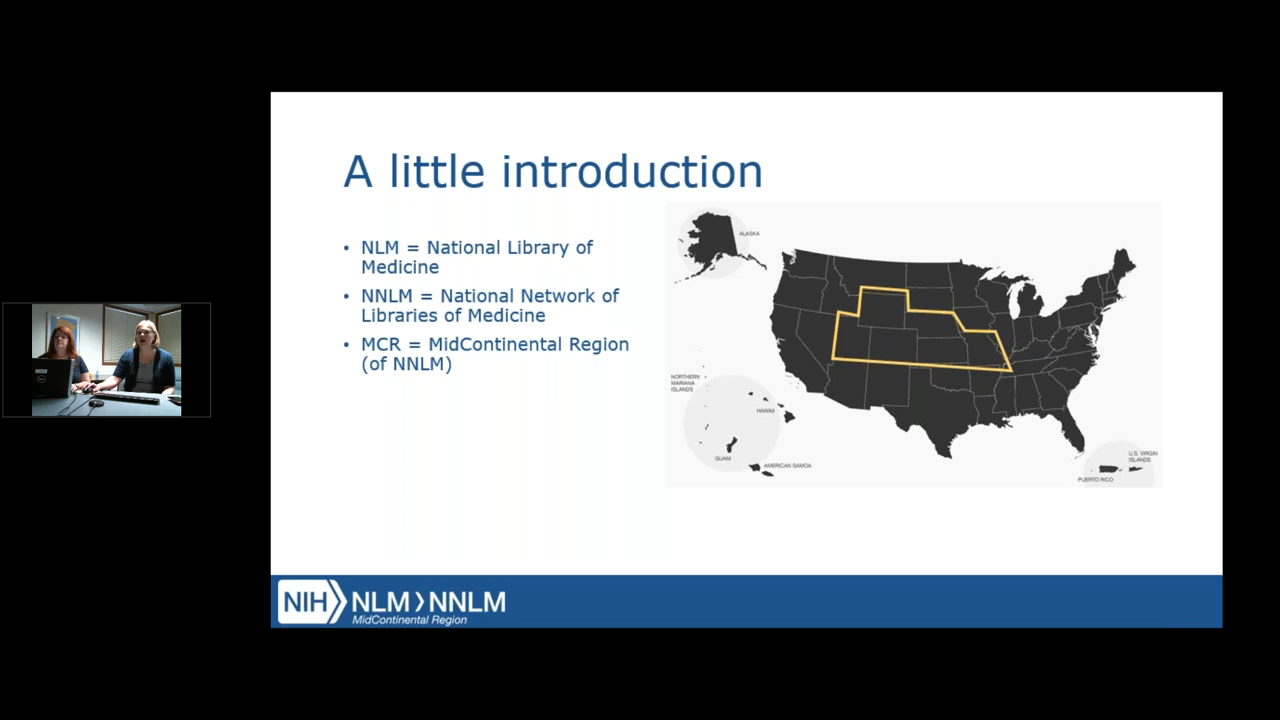 A little introduction
• NLM = National Library of
Medicine
• NNLM = National Network of
Libraries of Medicine
• MCR = MidContinental Region
(of NNLM)
ALASKA
NORTHERN
MARIANA
ISLANDS
HAWAII
GUAM
AMERICAN SAMOA
U.S. VIRGIN
ISLANDS
PUERTO RICO
NIH NLM NNLM
MidContinental Region